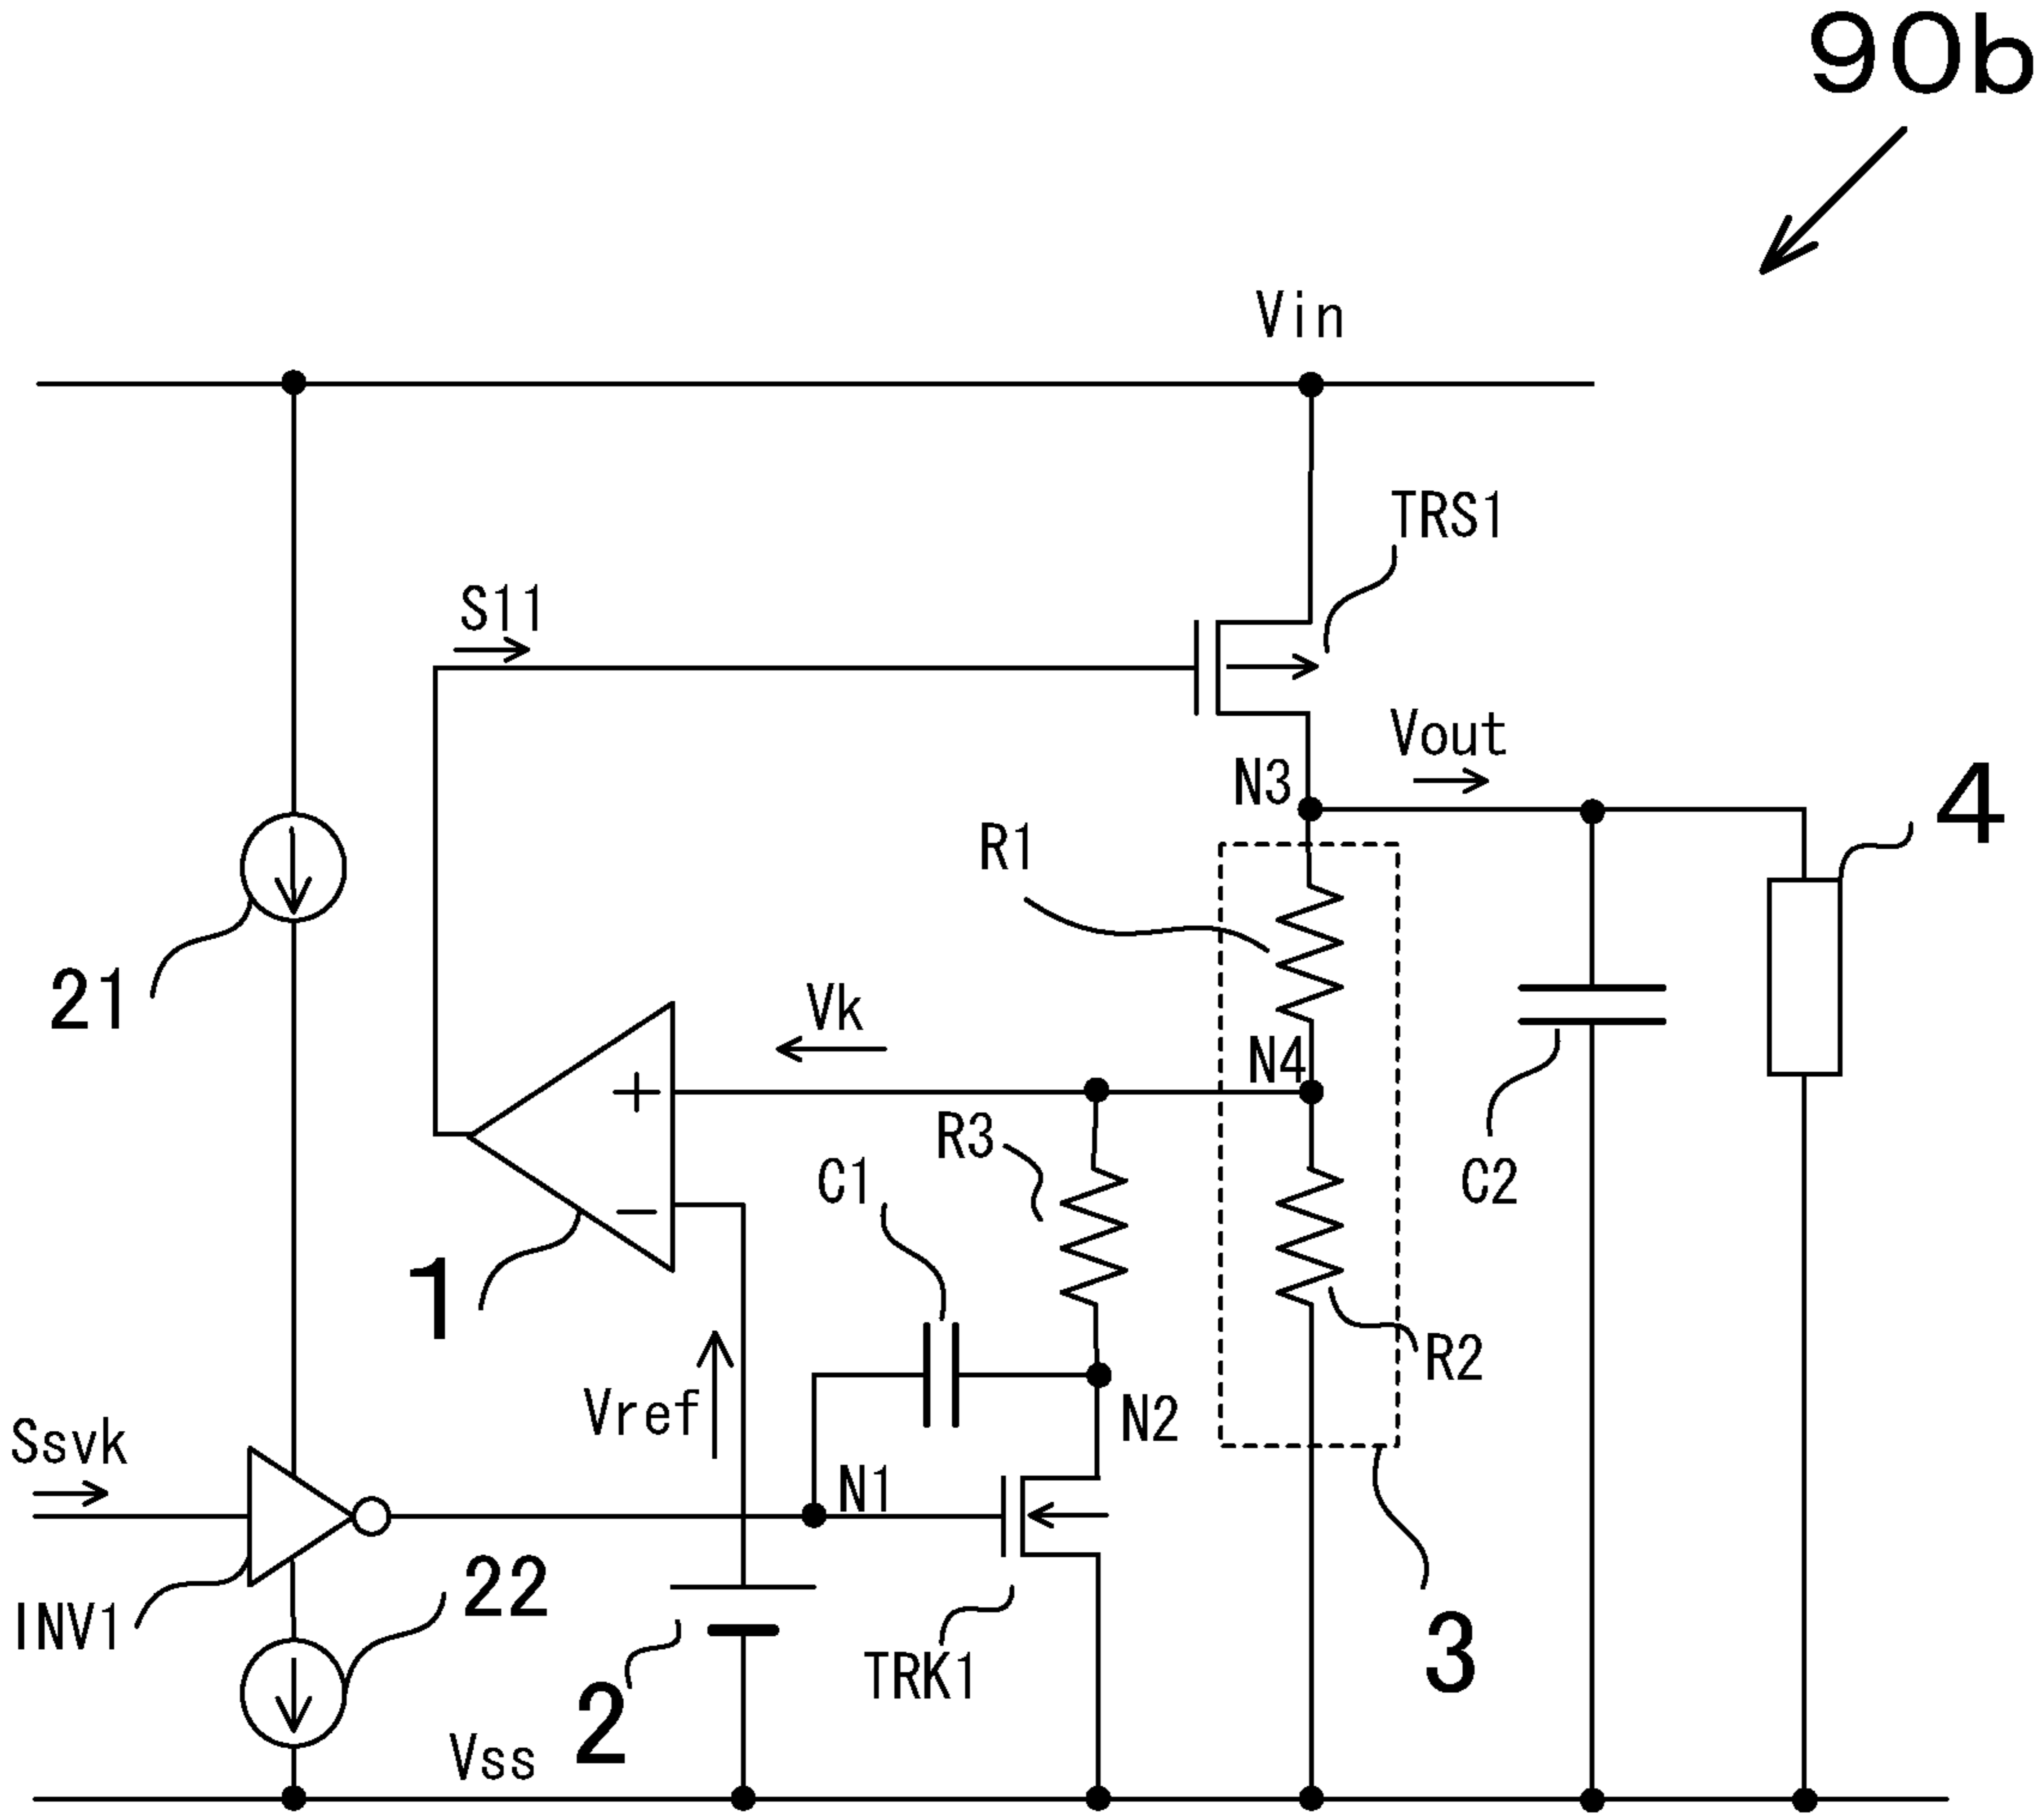 90b
Vin
TRS1
S11
Vout
N3
4
R1
21
Vk
N4
R3
C1
C2
1
R2
Vref
N2
Ssvk
N1
22
INV1
3
TRK1
2
Vss
+
−